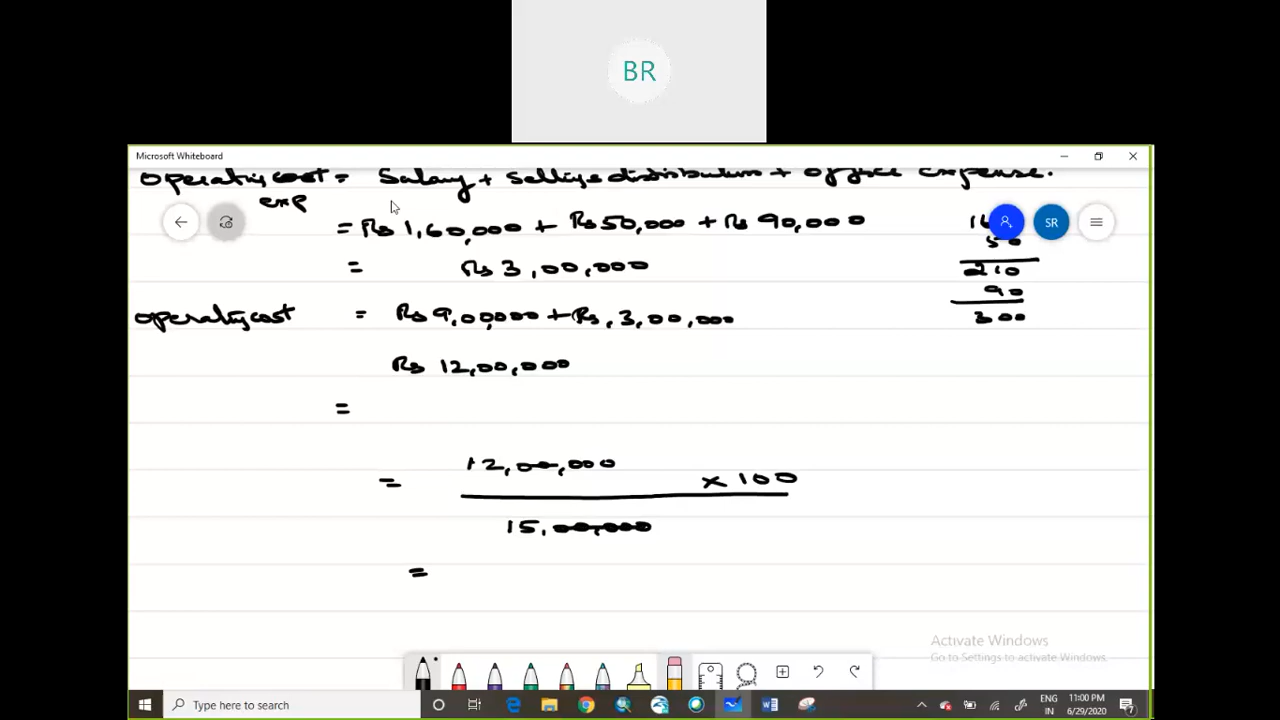 BR
Microsoft Whiteboard
Operating cost = Salary + Selling & distribution + office expense.
exp
= Rs 1,60,000 + Rs 50,000 + Rs 90,000
SR
50
= Rs 3,00,000
210
90
operating cost = Rs 9,00,000 + Rs, 3,00,000
300
Rs 12,00,000
=
= 12,00,000 × 100
15,00,000
=
Activate Windows
Go to Settings to activate Windows.
Type here to search
ENG
IN
11:00 PM
6/29/2020
7